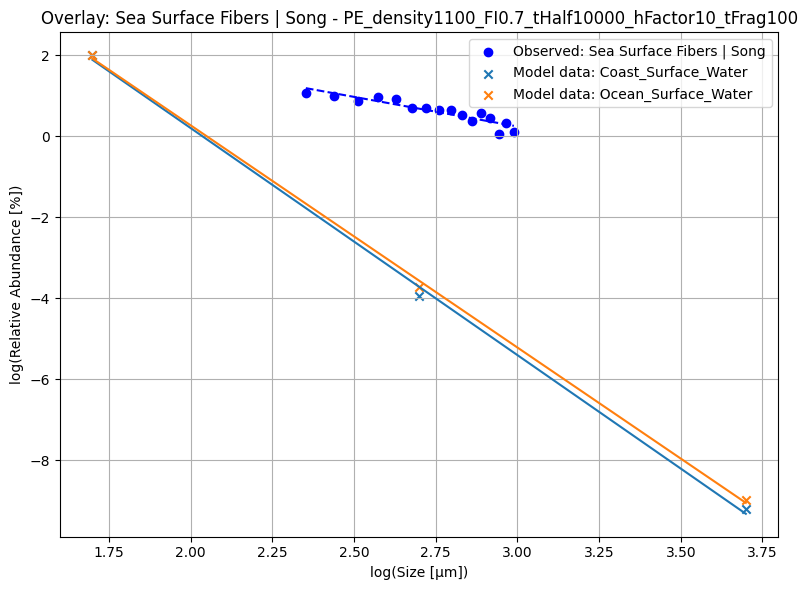 Overlay: Sea Surface Fibers | Song - PE_density1100_FI0.7_tHalf10000_hFactor10_tFrag100
Observed: Sea Surface Fibers | Song
Model data: Coast_Surface_Water
Model data: Ocean_Surface_Water
log(Relative Abundance [%])
2
0
−2
−4
−6
−8
1.75 2.00 2.25 2.50 2.75 3.00 3.25 3.50 3.75
log(Size [μm])